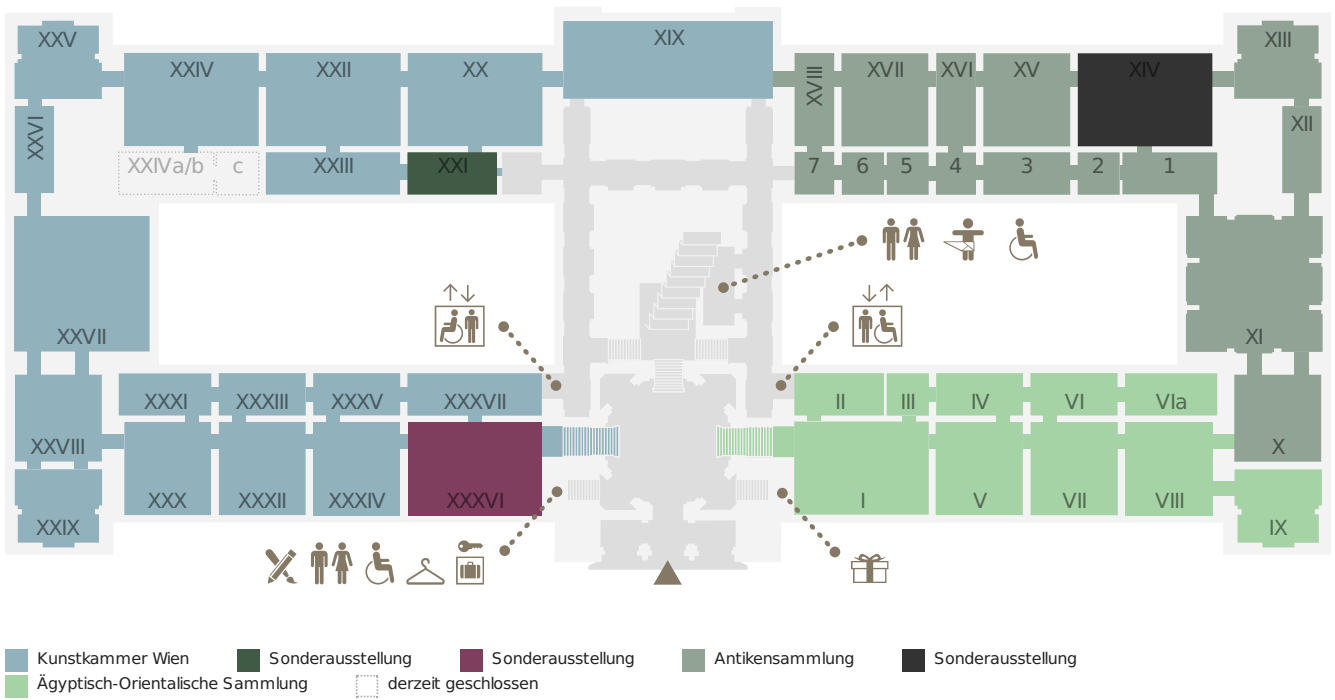 XXV
XIX
XIII
XXIV
XXII
XX
XVIII
XVII
XVI
XV
XIV
XXVI
XII
XXIVa/b
c
XXIII
XXI
7
6
5
4
3
2
1
XXVII
XI
XXXI
XXXIII
XXXV
XXXVII
II
III
IV
VI
VIa
XXVIII
X
XXX
XXXII
XXXIV
XXXVI
I
V
VII
VIII
XXIX
IX
Kunstkammer Wien
Sonderausstellung
Sonderausstellung
Antikensammlung
Sonderausstellung
Ägyptisch-Orientalische Sammlung
derzeit geschlossen